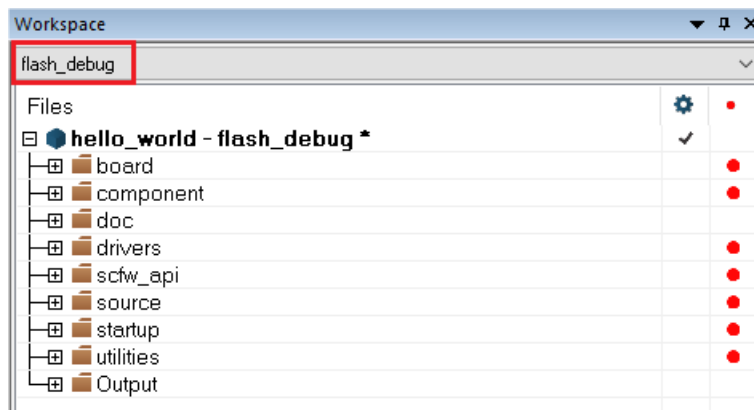 Workspace
flash_debug
Files
hello_world - flash_debug *
board
component
doc
drivers
scfw_api
source
startup
utilities
Output